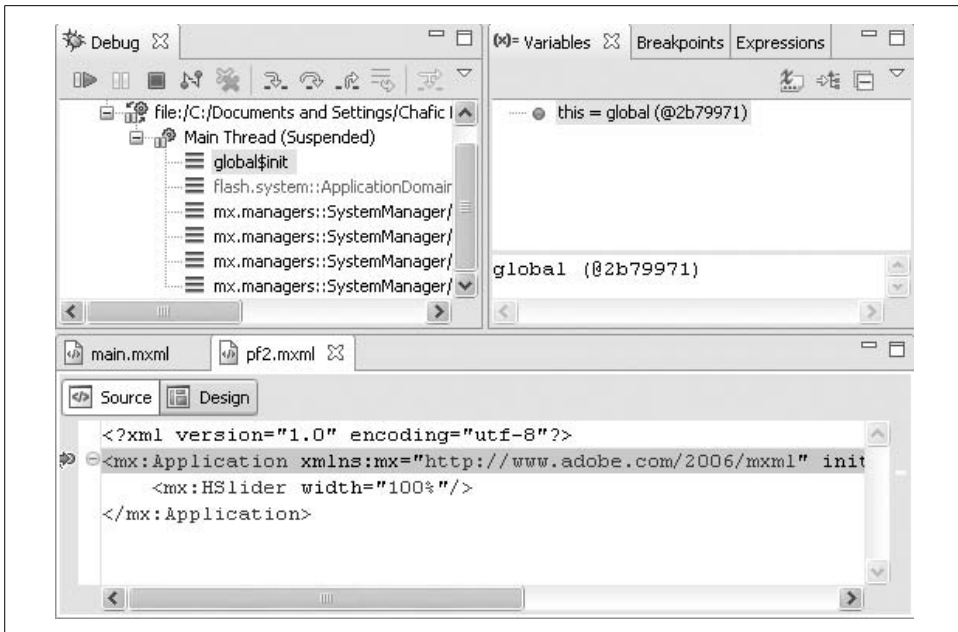 Debug
(x)= Variables Breakpoints Expressions
file:/C:/Documents and Settings/Chafic
Main Thread (Suspended)
global$init
flash.system::ApplicationDomain
mx.managers::SystemManager/
mx.managers::SystemManager/
mx.managers::SystemManager/
mx.managers::SystemManager/
this = global (@2b79971)
global (@2b79971)
main.mxml pf2.mxml
Source Design
<?xml version="1.0" encoding="utf-8"?>
<mx:Application xmlns:mx="http://www.adobe.com/2006/mxml" init
<mx:HSlider width="100%"/>
</mx:Application>